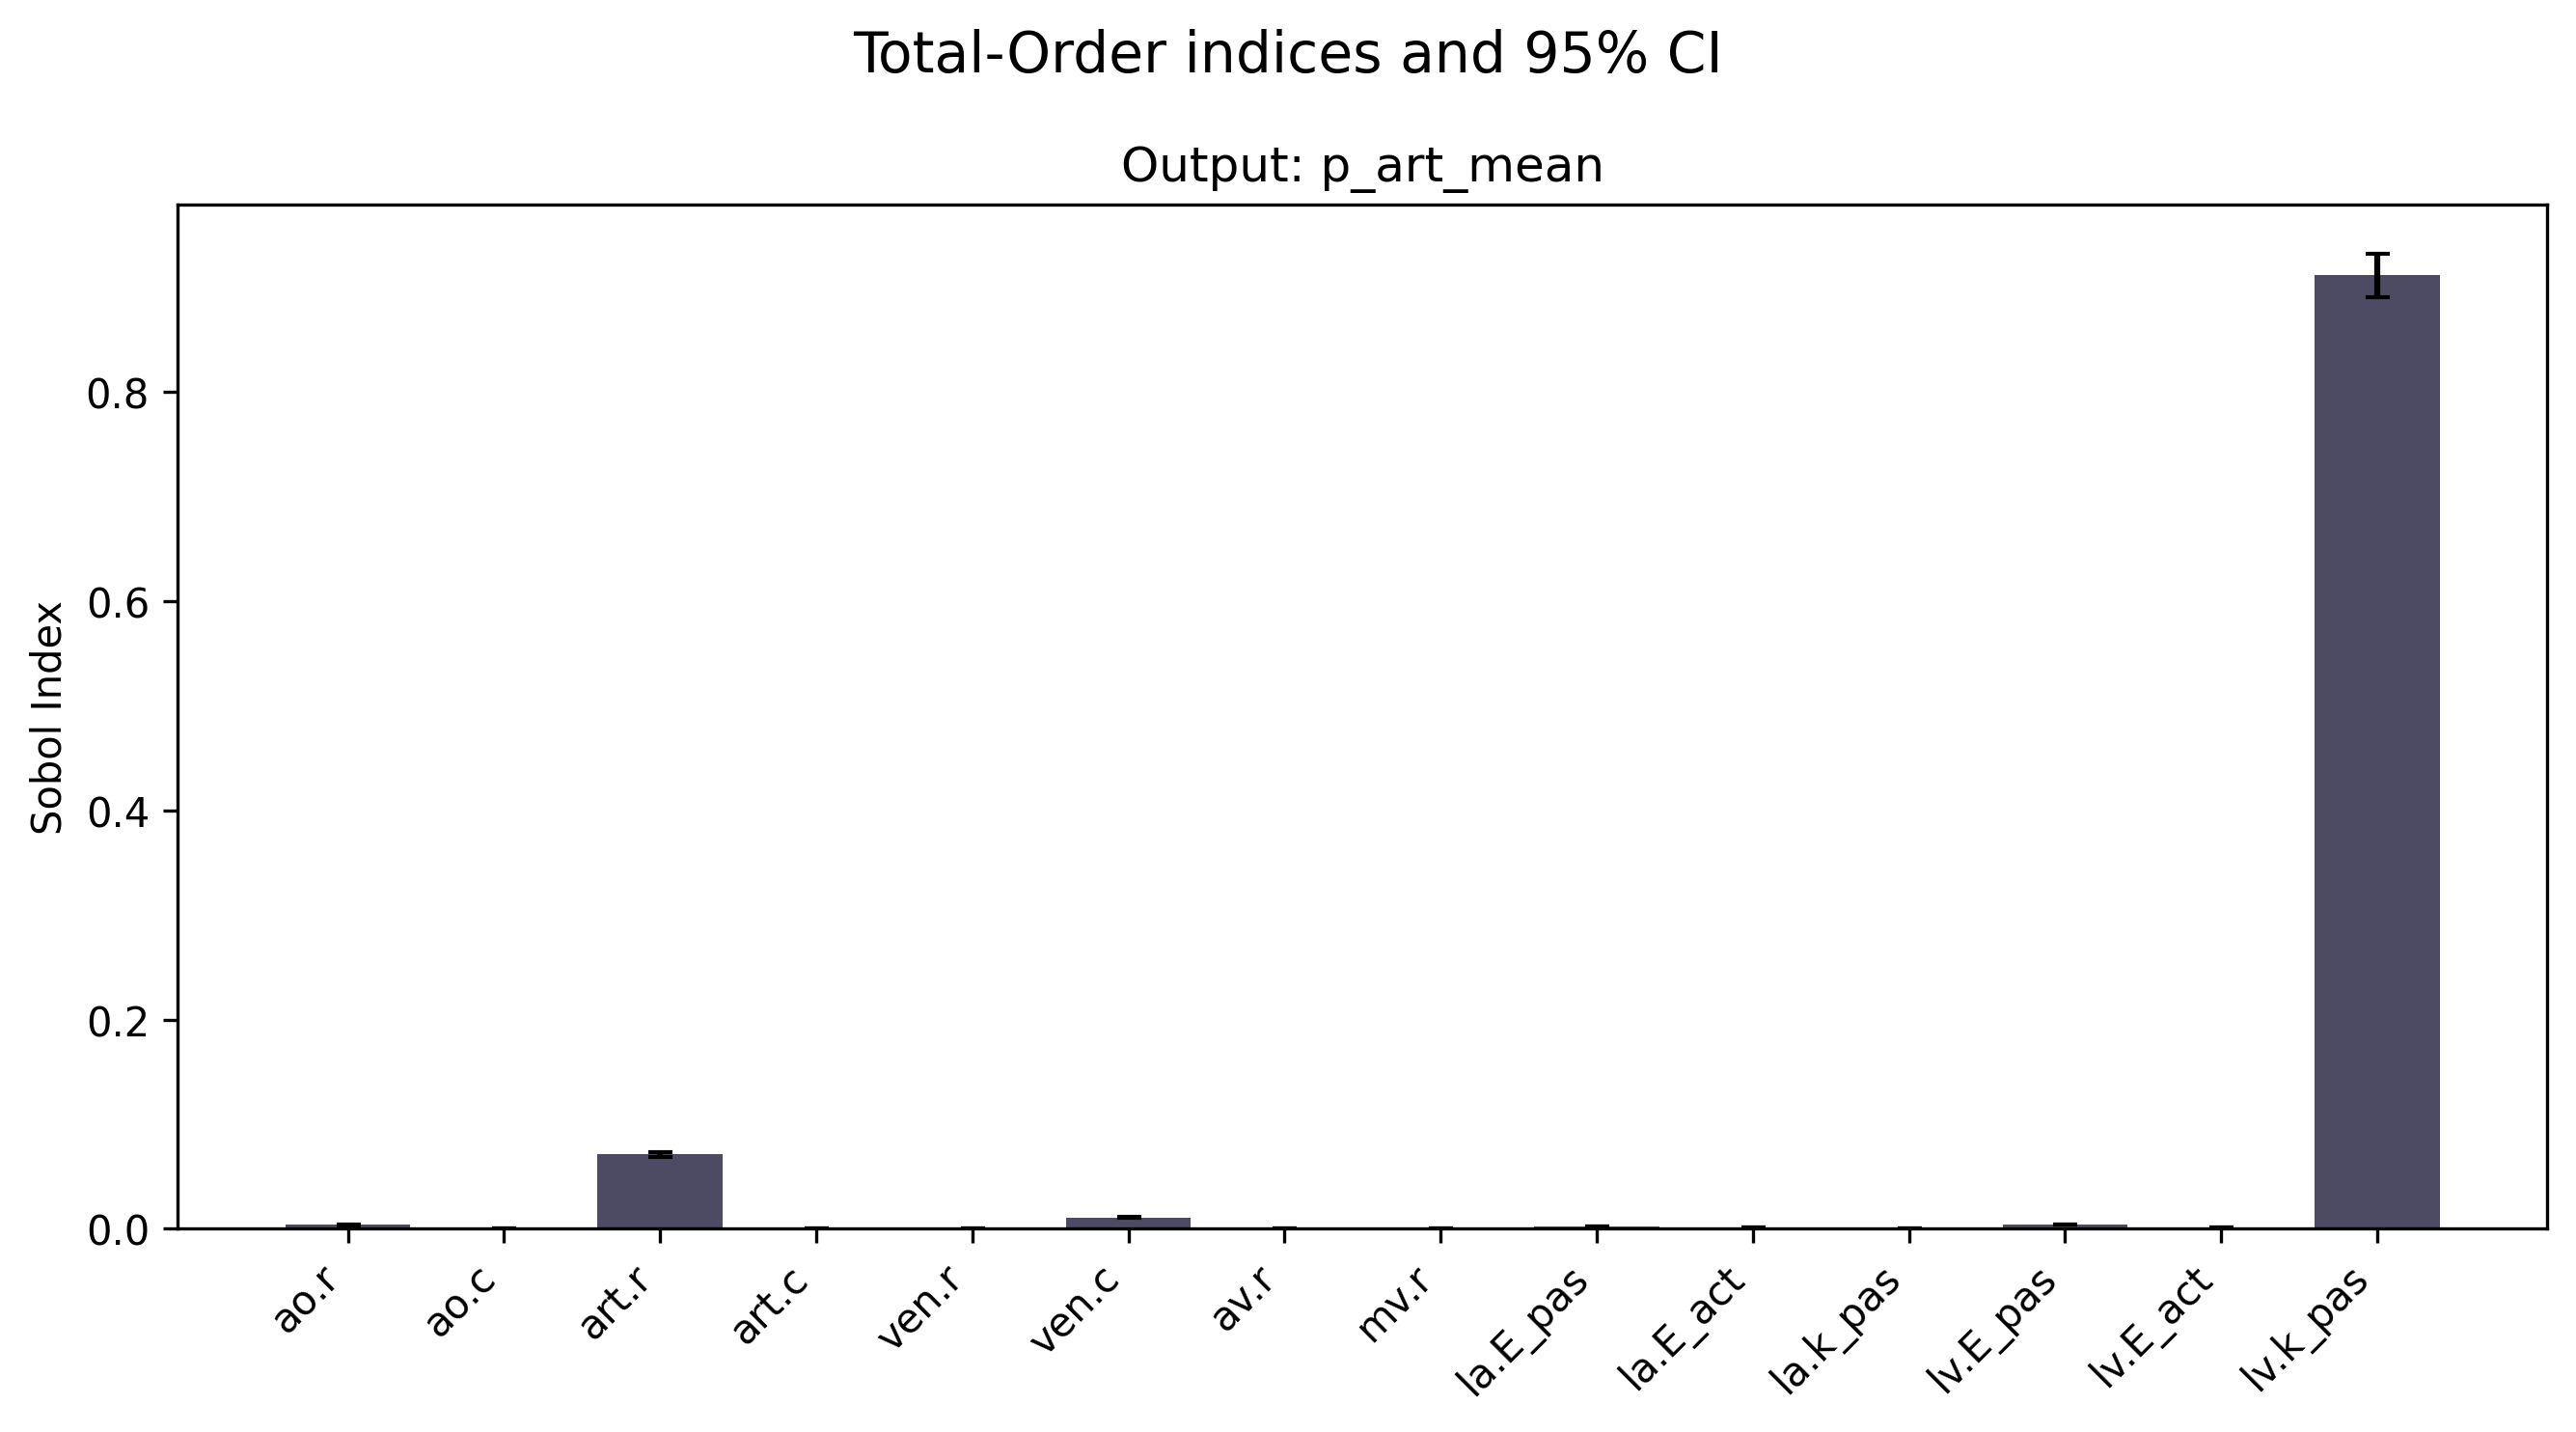 Total-Order indices and 95% CI
Output: p_art_mean
Sobol Index
0.8
0.6
0.4
0.2
0.0
ao.r
ao.c
art.r
art.c
ven.r
ven.c
av.r
mv.r
la.E_pas
la.E_act
la.k_pas
lv.E_pas
lv.E_act
lv.k_pas